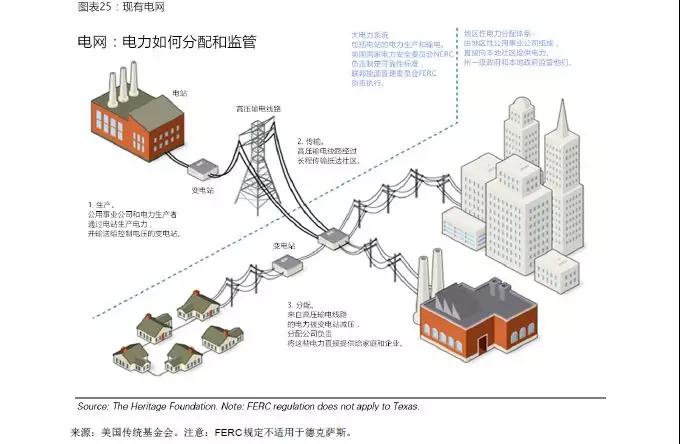 图表25：现有电网
电网：电力如何分配和监管
大电力系统
包括电站的电力生产和输电。
美国国家电力安全委员会NERC
负责制定可靠性标准，
联邦能源管理委员会FERC
负责执行。
地区性电力分配体系
由地区性公用事业公司组成，
直接向本地社区提供电力。
州一级政府和本地政府监管他们。
电站
高压输电线路
2. 传输。
高压输电线路经过
长程传输抵达社区。
变电站
1. 生产。
公用事业公司和电力生产者
通过电站生产电力，
并输送给控制电压的变电站。
变电站
3. 分配。
来自高压输电线路
的电力被变电站减压，
分配公司负责
将这些电力直接提供给家庭和企业。
Source: The Heritage Foundation. Note: FERC regulation does not apply to Texas.
来源：美国传统基金会。注意：FERC规定不适用于德克萨斯。